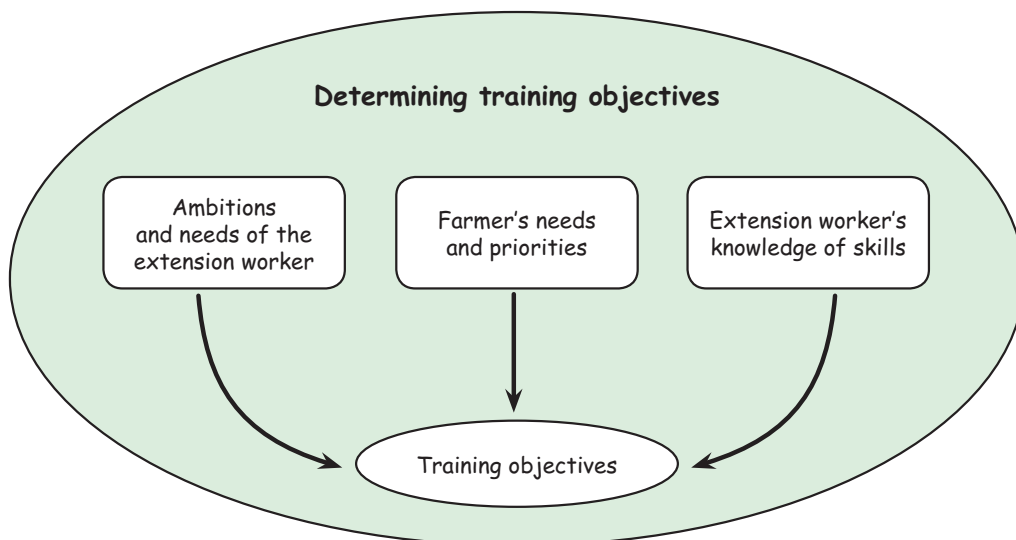 Determining training objectives
Ambitions
and needs of the
extension worker
Farmer's needs
and priorities
Extension worker's
knowledge of skills
Training objectives